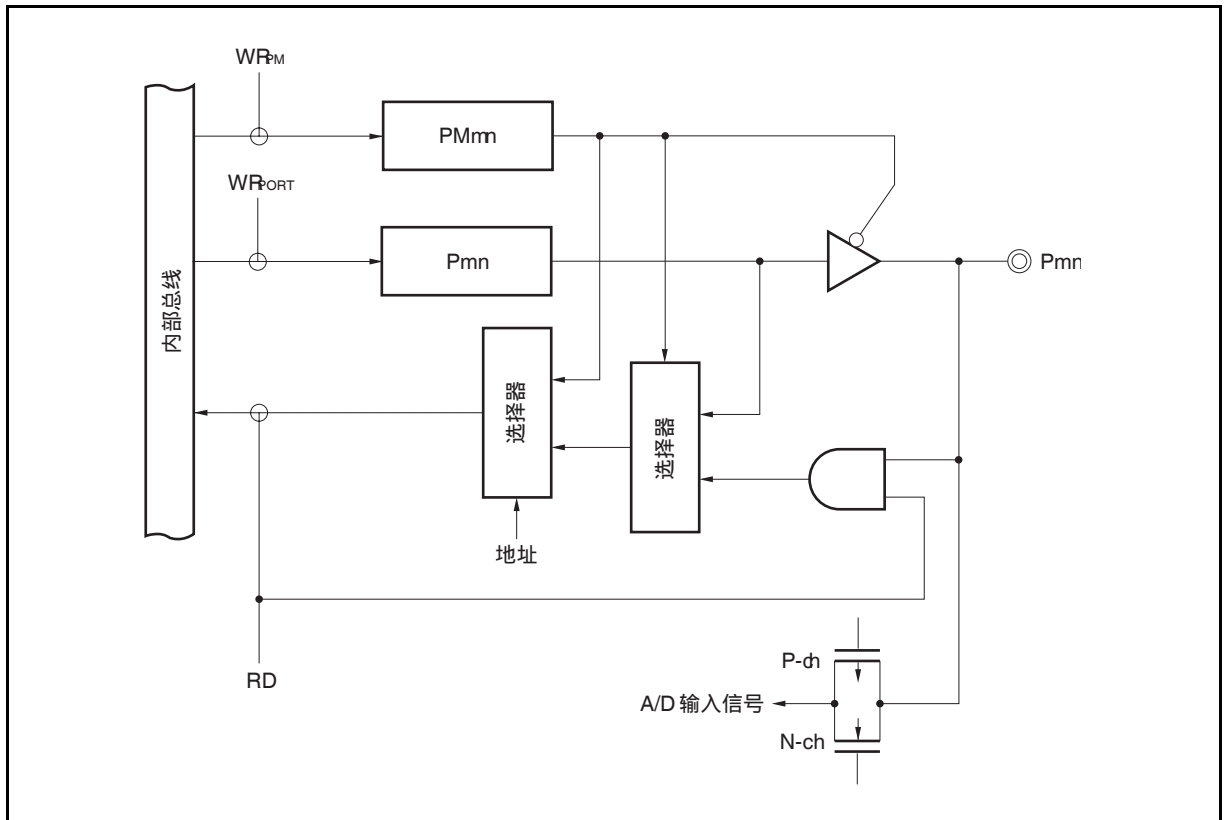 WRPM
PMmn
WRPORT
Pmn
Pmn
内部总线
选择器
选择器
地址
RD
P-ch
A/D 输入信号
N-ch